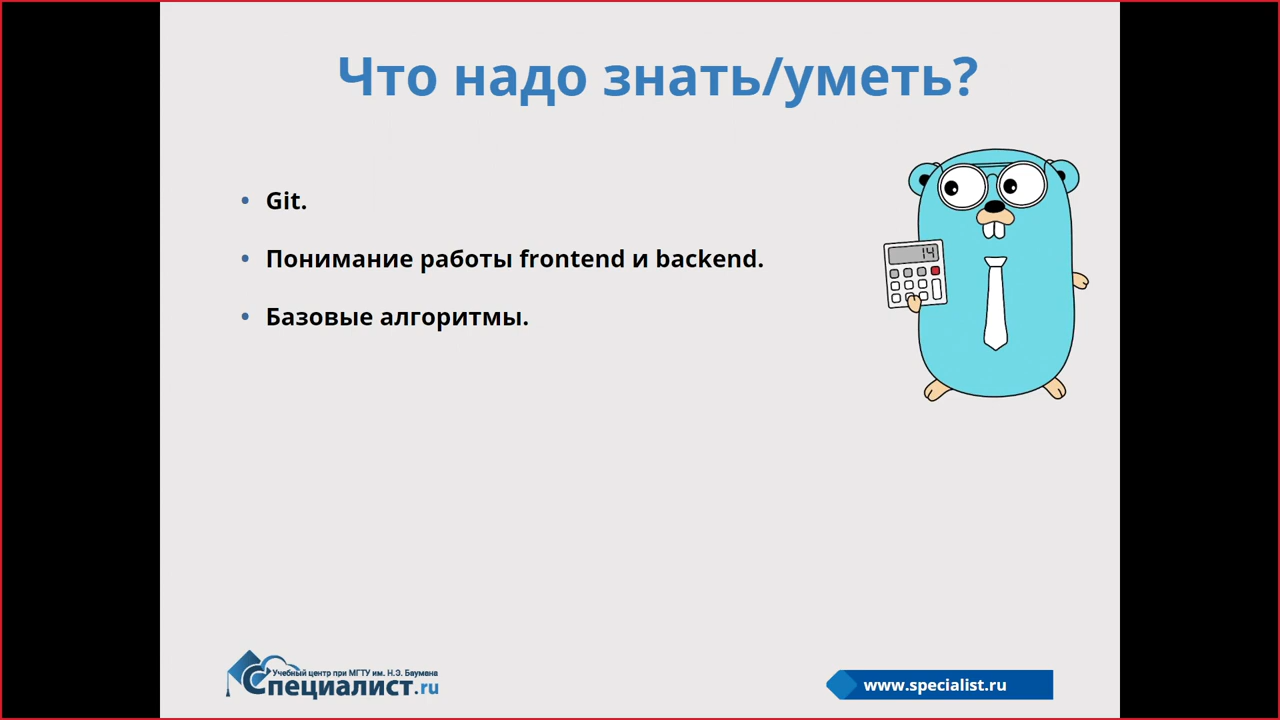 Что надо знать/уметь?
Git.
Понимание работы frontend и backend.
Базовые алгоритмы.
14
Учебный центр при МГТУ им. Н.Э. Баумана
Специалист.ru
www.specialist.ru